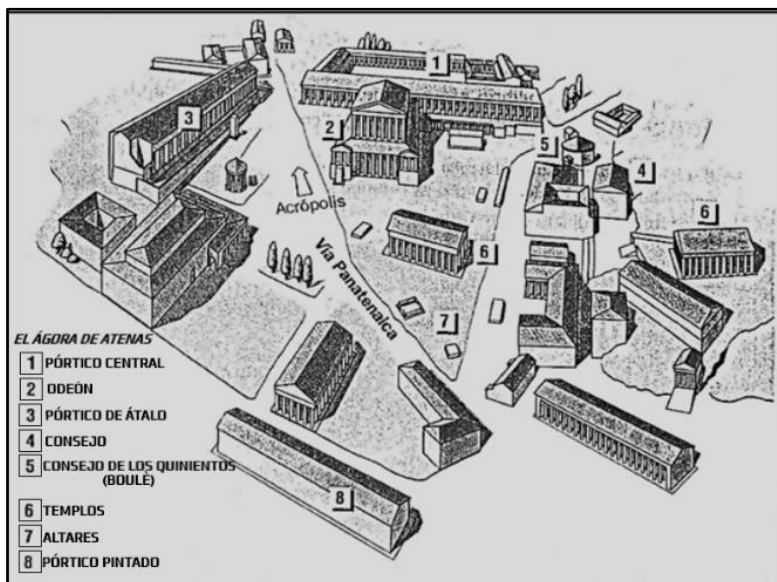 1
2
3
5
4
6
Acrópolis
6
Vía Panatenaica
7
8
EL ÁGORA DE ATENAS
1 PÓRTICO CENTRAL
2 ODEÓN
3 PÓRTICO DE ÁTALO
4 CONSEJO
5 CONSEJO DE LOS QUINIENTOS
(BOULÈ)
6 TEMPLOS
7 ALTARES
8 PÓRTICO PINTADO